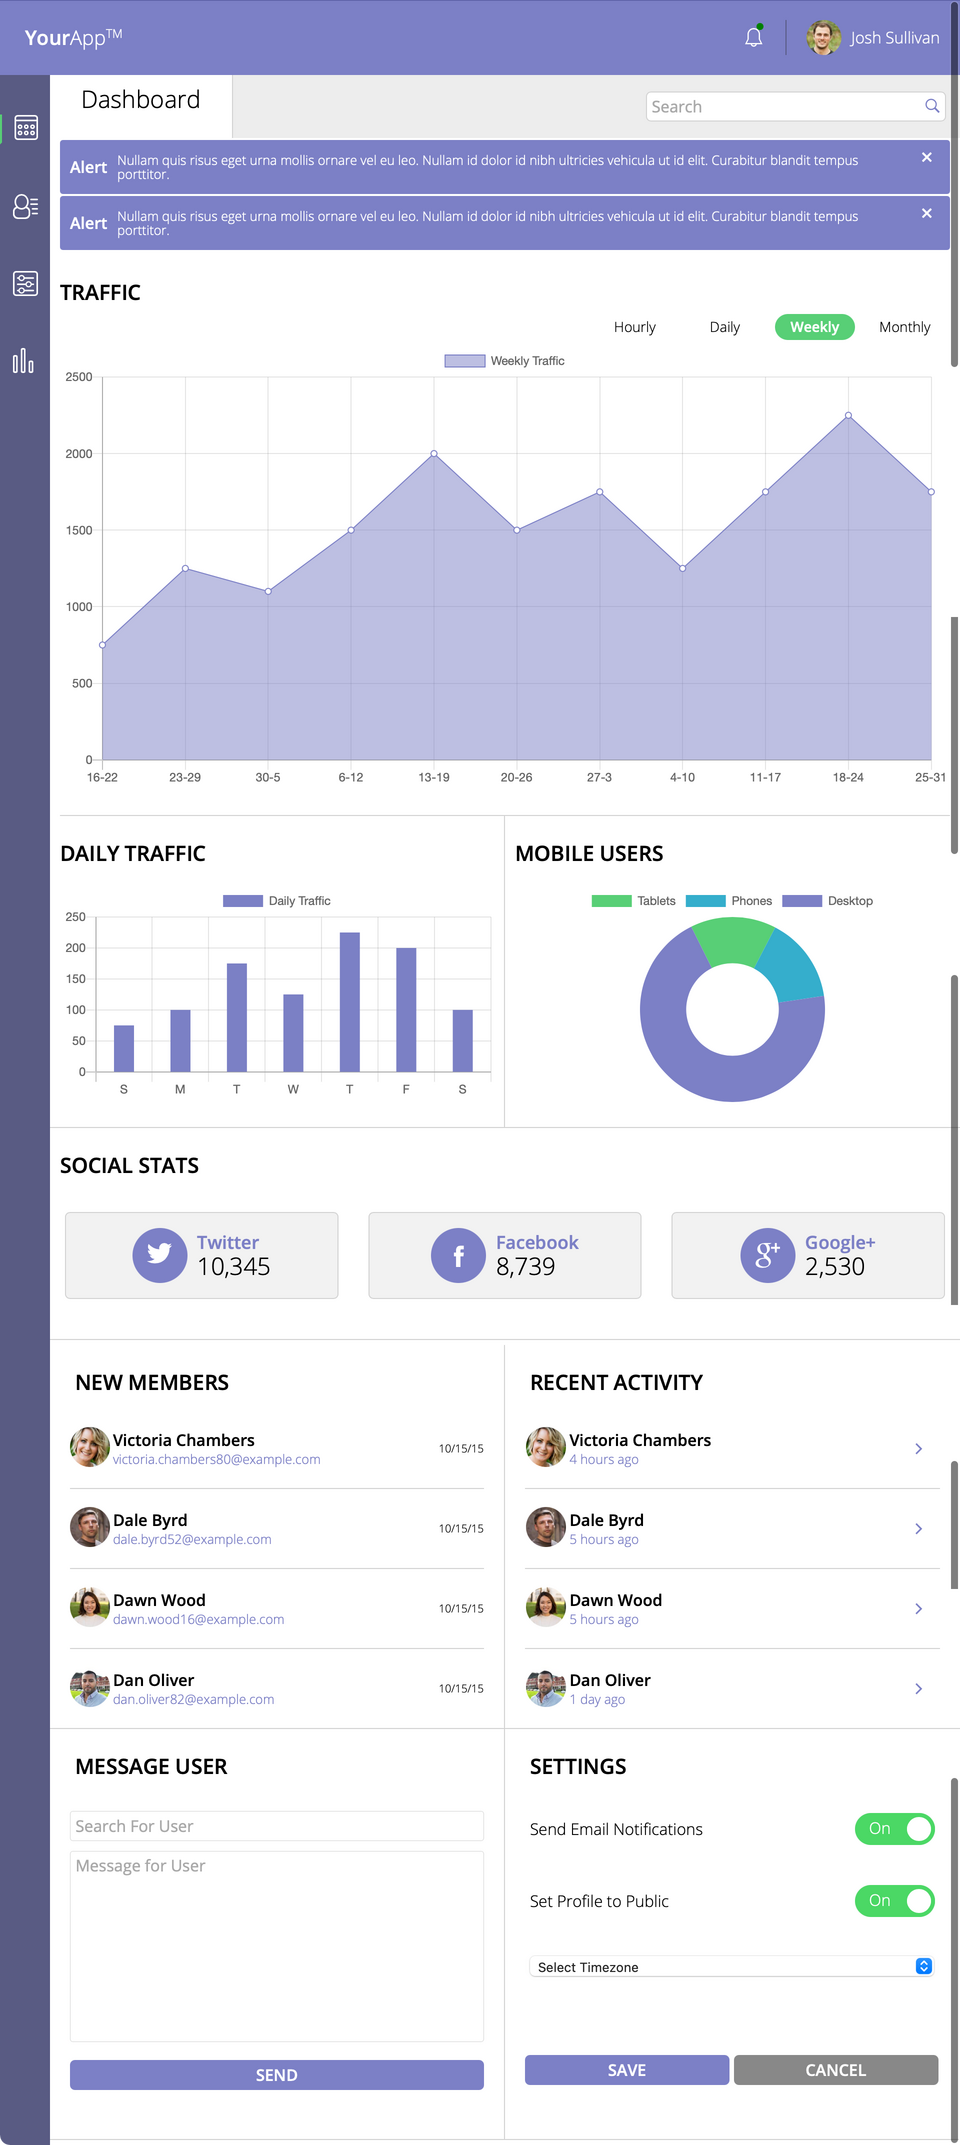 YourApp™
Josh Sullivan
Dashboard
Search
Alert
Nullam quis risus eget urna mollis ornare vel eu leo. Nullam id dolor id nibh ultricies vehicula ut id elit. Curabitur blandit tempus
porttitor.
×
Alert
Nullam quis risus eget urna mollis ornare vel eu leo. Nullam id dolor id nibh ultricies vehicula ut id elit. Curabitur blandit tempus
porttitor.
×
TRAFFIC
Hourly Daily Weekly Monthly
Weekly Traffic
2500
2000
1500
1000
500
0
16-22 23-29 30-5 6-12 13-19 20-26 27-3 4-10 11-17 18-24 25-31
DAILY TRAFFIC
Daily Traffic
250
200
150
100
50
0
S M T W T F S
MOBILE USERS
Tablets Phones Desktop
SOCIAL STATS
Twitter
10,345
f
Facebook
8,739
g+
Google+
2,530
NEW MEMBERS
Victoria Chambers
victoria.chambers80@example.com
10/15/15
Dale Byrd
dale.byrd52@example.com
10/15/15
Dawn Wood
dawn.wood16@example.com
10/15/15
Dan Oliver
dan.oliver82@example.com
10/15/15
RECENT ACTIVITY
Victoria Chambers
4 hours ago
Dale Byrd
5 hours ago
Dawn Wood
5 hours ago
Dan Oliver
1 day ago
MESSAGE USER
Search For User
Message for User
SEND
SETTINGS
Send Email Notifications
On
Set Profile to Public
On
Select Timezone
SAVE
CANCEL